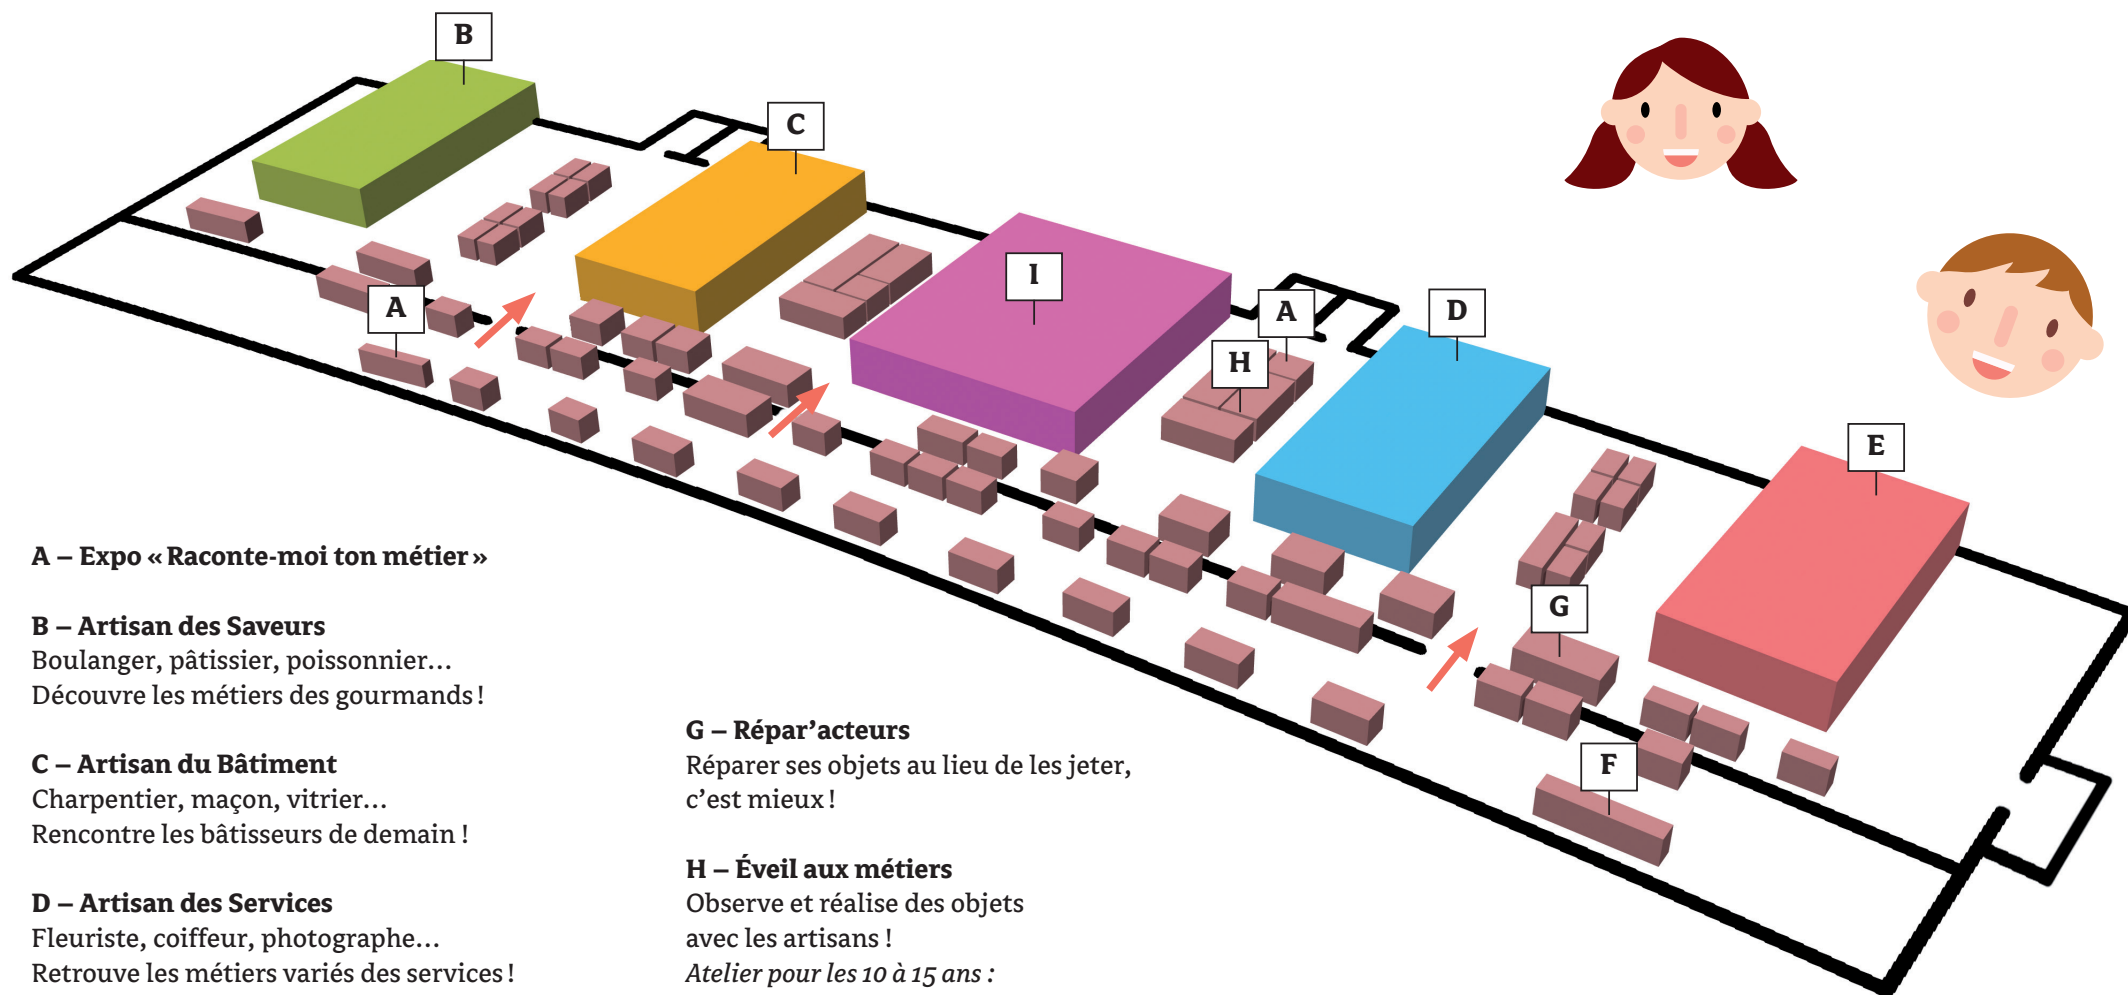 B
C
I
A
D
A
H
E
G
F
A – Expo « Raconte-moi ton métier »
B – Artisan des Saveurs
Boulanger, pâtissier, poissonnier…
Découvre les métiers des gourmands !
C – Artisan du Bâtiment
Charpentier, maçon, vitrier…
Rencontre les bâtisseurs de demain !
D – Artisan des Services
Fleuriste, coiffeur, photographe…
Retrouve les métiers variés des services !
G – Répar’acteurs
Réparer ses objets au lieu de les jeter,
c’est mieux !
H – Éveil aux métiers
Observe et réalise des objets
avec les artisans !
Atelier pour les 10 à 15 ans :